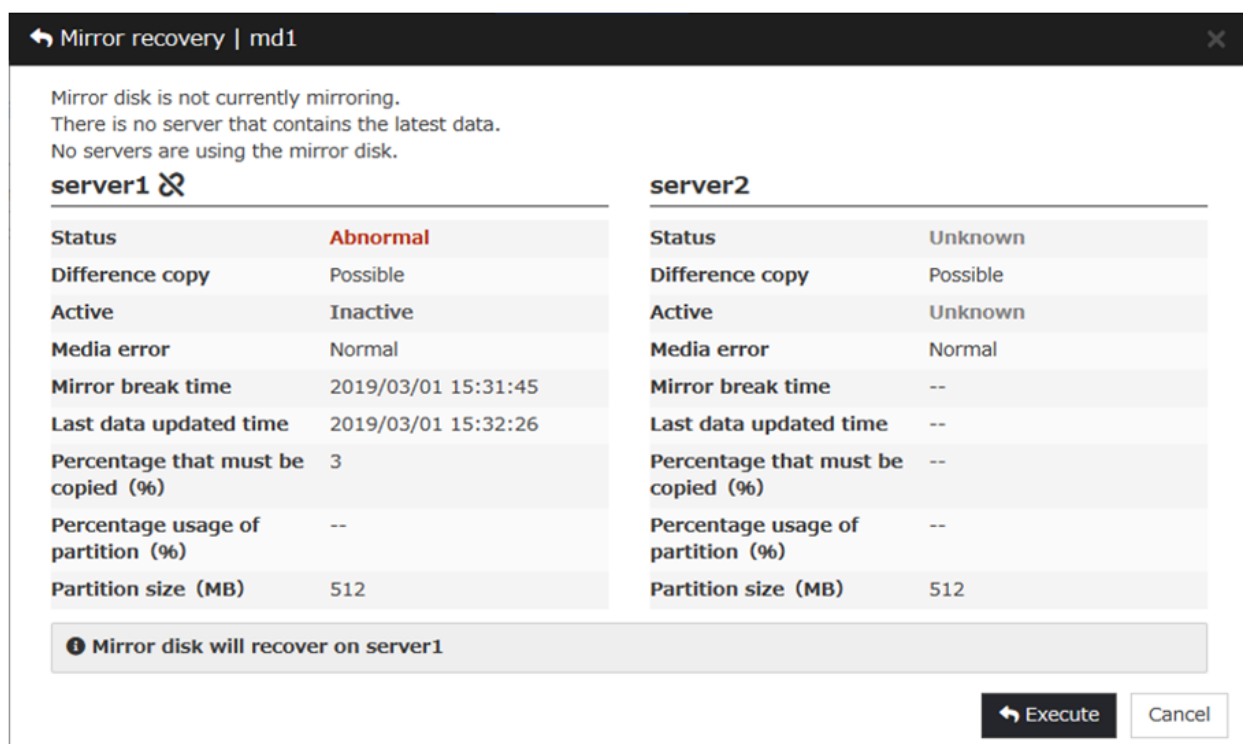 Mirror recovery | md1
Mirror disk is not currently mirroring.
There is no server that contains the latest data.
No servers are using the mirror disk.
server1
Status Abnormal
Difference copy Possible
Active Inactive
Media error Normal
Mirror break time 2019/03/01 15:31:45
Last data updated time 2019/03/01 15:32:26
Percentage that must be 3
copied (%)
Percentage usage of --
partition (%)
Partition size (MB) 512
server2
Status Unknown
Difference copy Possible
Active Unknown
Media error Normal
Mirror break time --
Last data updated time --
Percentage that must be --
copied (%)
Percentage usage of --
partition (%)
Partition size (MB) 512
Mirror disk will recover on server1
Execute
Cancel